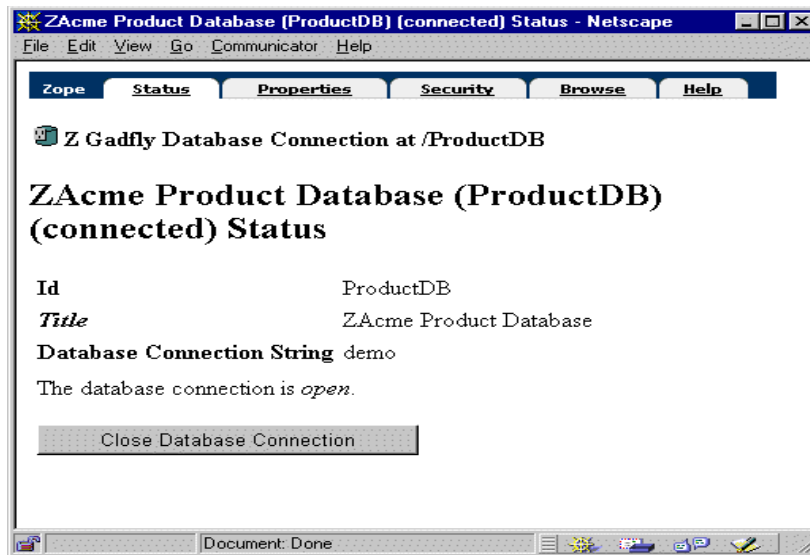 ZAcme Product Database (ProductDB) (connected) Status - Netscape
File Edit View Go Communicator Help
Zope Status Properties Security Browse Help
Z Gadfly Database Connection at /ProductDB
ZAcme Product Database (ProductDB)
(connected) Status
Id ProductDB
Title ZAcme Product Database
Database Connection String demo
The database connection is open.
Close Database Connection
Document: Done